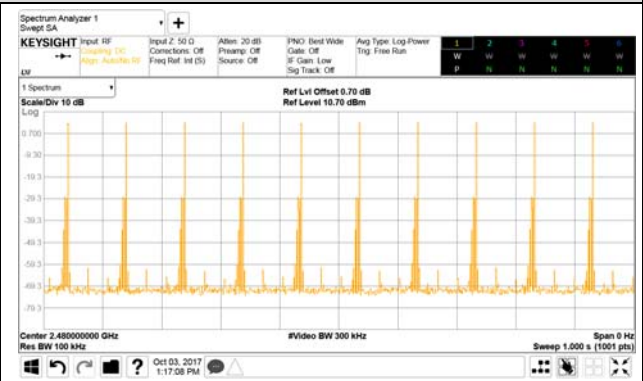 Spectrum Analyzer 1
Swept SA
+
KEYSIGHT Input: RF Input Z: 50 Ω Atten: 20 dB PNO: Best Wide Avg Type: Log-Power 1 2 3 4 5 6
Coupling: DC Corrections: Off Preamp: Off Gate: Off Trig: Free Run W W W W W W
Align: Auto/No RF Freq Ref: Int (S) Source: Off IF Gain: Low P N N N N N
Sig Track: Off
LXI
1 Spectrum
Ref Lvl Offset 0.70 dB
Scale/Div 10 dB Ref Level 10.70 dBm
Log
0.700
-9.30
-19.3
-29.3
-39.3
-49.3
-59.3
-69.3
-79.3
Center 2.480000000 GHz #Video BW 300 kHz Span 0 Hz
Res BW 100 kHz Sweep 1.000 s (1001 pts)
? Oct 03, 2017
1:17:08 PM